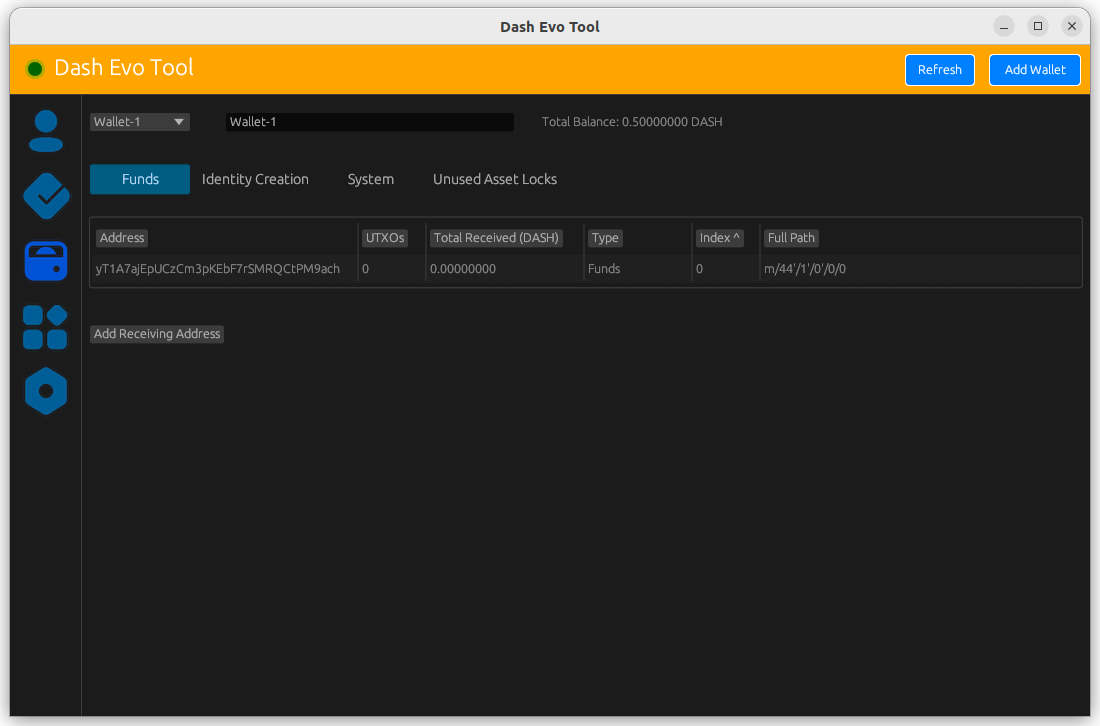 Dash Evo Tool
Dash Evo Tool
Refresh
Add Wallet
Wallet-1
Wallet-1
Total Balance: 0.50000000 DASH
Funds
Identity Creation
System
Unused Asset Locks
Address UTXOs Total Received (DASH) Type Index ^ Full Path
yT1A7ajEpUCzCm3pKEbF7rSMRQCtPM9ach 0 0.00000000 Funds 0 m/44'/1'/0'/0/0
Add Receiving Address